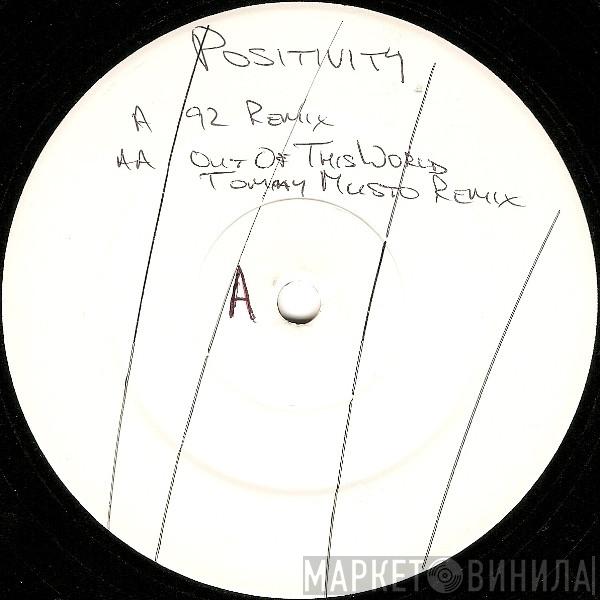 POSITIVITY
A 92 REMIX
AA OUT OF THIS WORLD
TOMMY MUSTO REMIX
A
МАРКЕТ ВИНИЛА